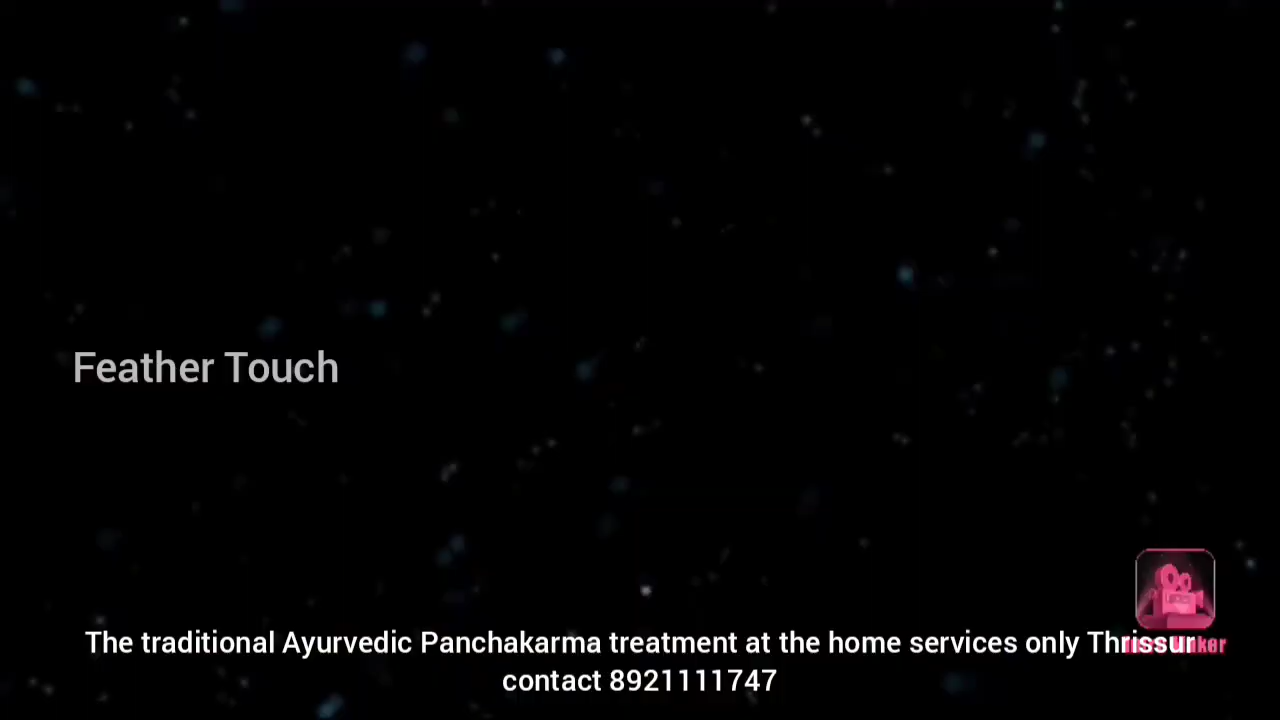 Feather Touch
The traditional Ayurvedic Panchakarma treatment at the home services only Thrissur
contact 8921111747